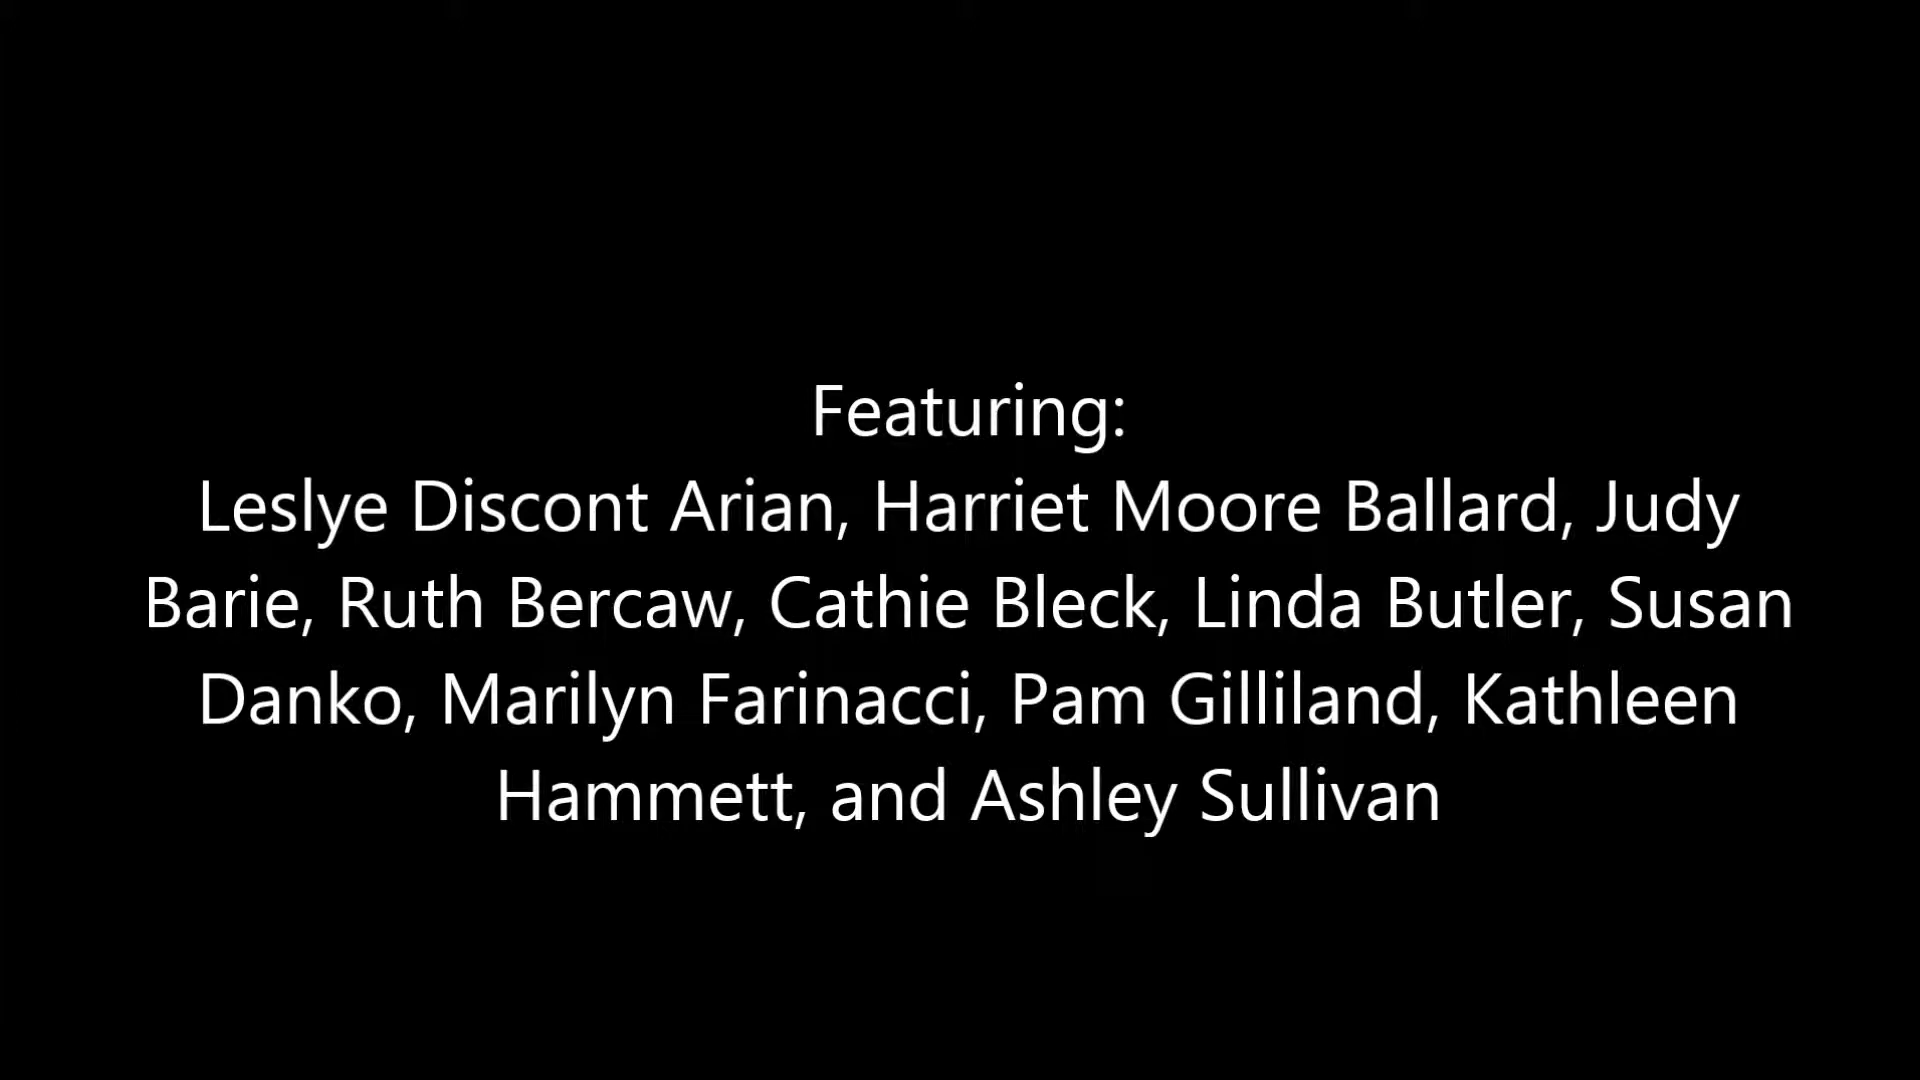 Featuring:
Leslye Discont Arian, Harriet Moore Ballard, Judy
Barie, Ruth Bercaw, Cathie Bleck, Linda Butler, Susan
Danko, Marilyn Farinacci, Pam Gilliland, Kathleen
Hammett, and Ashley Sullivan